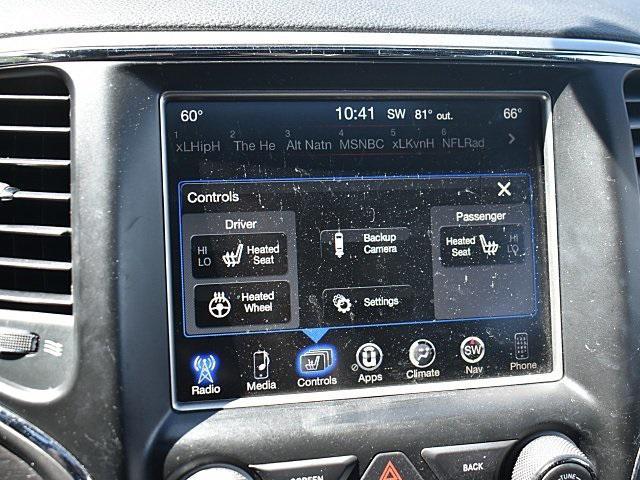 60° 10:41 SW 81° out. 66°
1 2 3 4 5 6
xLHipH The He Alt Natn MSNBC xLKvnH NFLRad
Controls
Driver
Passenger
HI
LO
Heated
Seat
Backup
Camera
Heated
Seat
HI
LO
Heated
Wheel
Settings
Radio Media Controls Apps Climate SW Nav Phone
SCREEN
BACK
TUNE